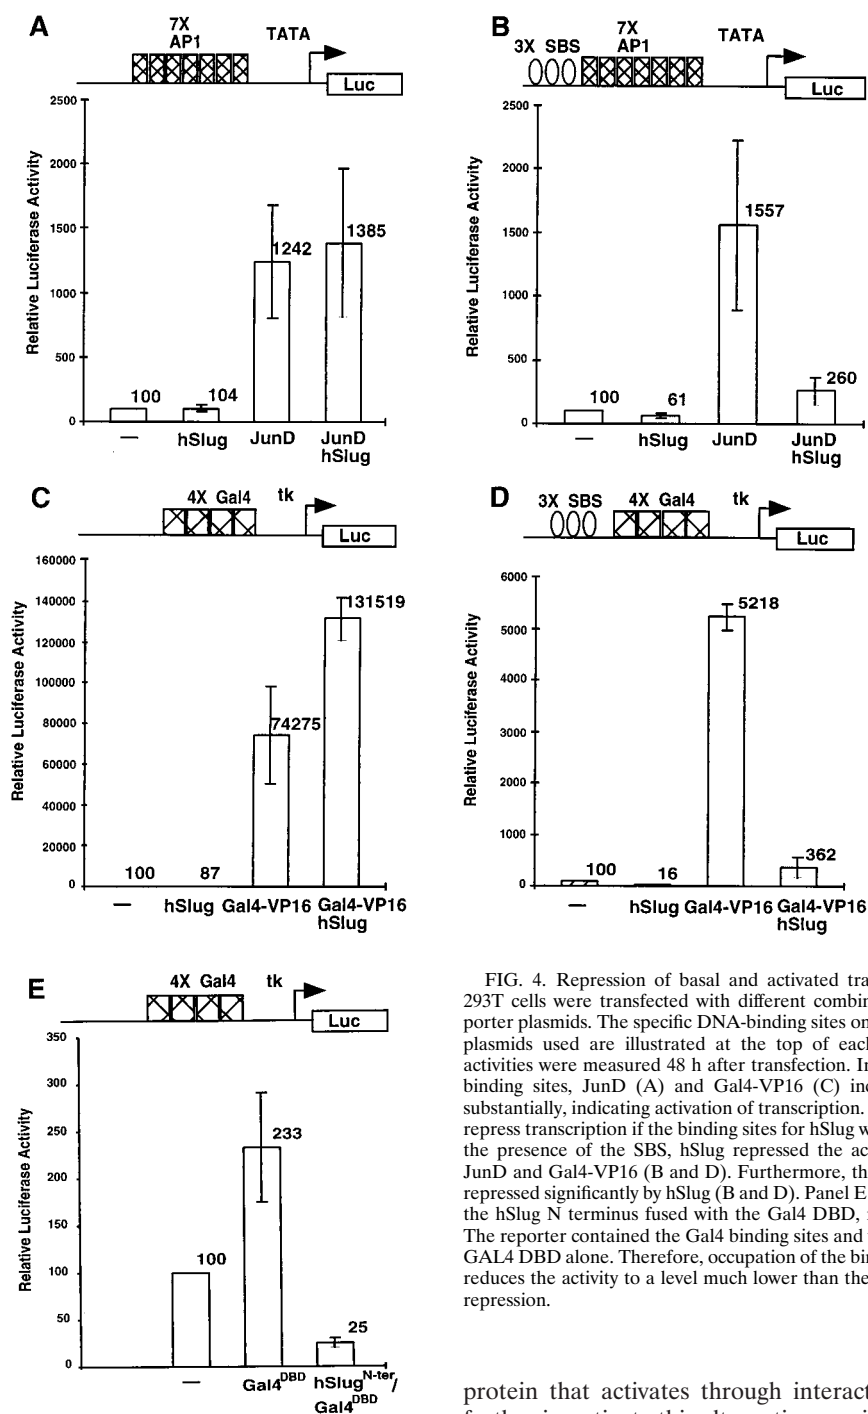 A
7X
AP1
TATA
Luc
2500
2000
1500
1000
500
0
Relative Luciferase Activity
100
104
1242
1385
—
hSlug
JunD
JunD
hSlug
B
3X SBS
7X
AP1
TATA
Luc
2500
2000
1500
1000
500
0
Relative Luciferase Activity
100
61
1557
260
—
hSlug
JunD
JunD
hSlug
C
4X Gal4
tk
Luc
160000
140000
120000
100000
80000
60000
40000
20000
0
Relative Luciferase Activity
100
87
74275
131519
—
hSlug
Gal4-VP16
Gal4-VP16
hSlug
D
3X SBS
4X Gal4
tk
Luc
6000
5000
4000
3000
2000
1000
0
Relative Luciferase Activity
100
16
5218
362
—
hSlug
Gal4-VP16
Gal4-VP16
hSlug
E
4X Gal4
tk
Luc
350
300
250
200
150
100
50
0
Relative Luciferase Activity
100
233
25
—
Gal4DBD
hSlugN-ter/
Gal4DBD
FIG. 4. Repression of basal and activated tra
293T cells were transfected with different combin
porter plasmids. The specific DNA-binding sites on
plasmids used are illustrated at the top of each
activities were measured 48 h after transfection. I
binding sites, JunD (A) and Gal4-VP16 (C) inc
substantially, indicating activation of transcription.
repress transcription if the binding sites for hSlug w
the presence of the SBS, hSlug repressed the ac
JunD and Gal4-VP16 (B and D). Furthermore, th
repressed significantly by hSlug (B and D). Panel E
the hSlug N terminus fused with the Gal4 DBD,
The reporter contained the Gal4 binding sites and
GAL4 DBD alone. Therefore, occupation of the bin
reduces the activity to a level much lower than the
repression.
protein that activates through interact